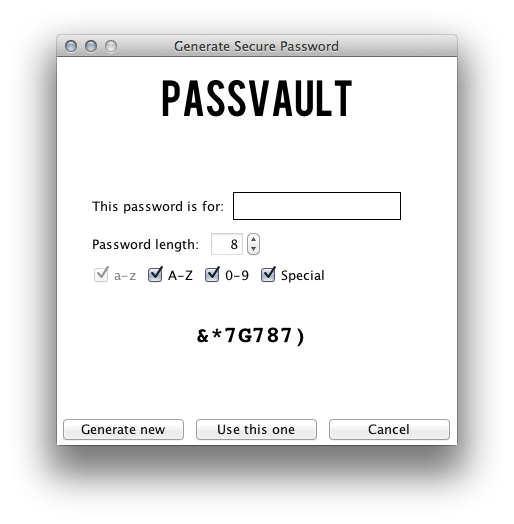 Generate Secure Password
PASSVAULT
This password is for:
Password length: 8
a-z A-Z 0-9 Special
&*7G787)
Generate new Use this one Cancel